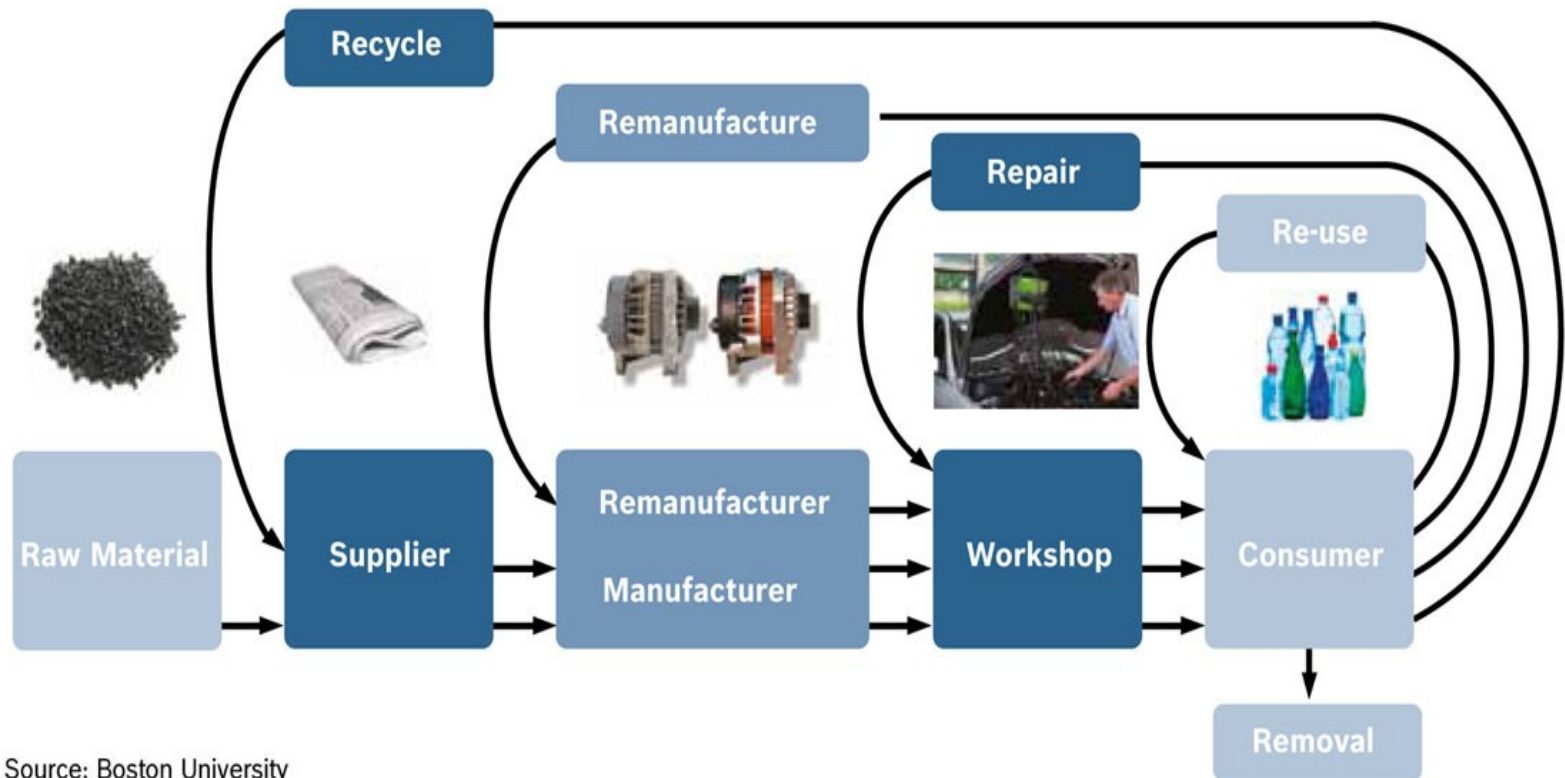 Recycle
Remanufacture
Repair
Re-use
Raw Material
Supplier
Remanufacturer
Manufacturer
Workshop
Consumer
Removal
Source: Boston University